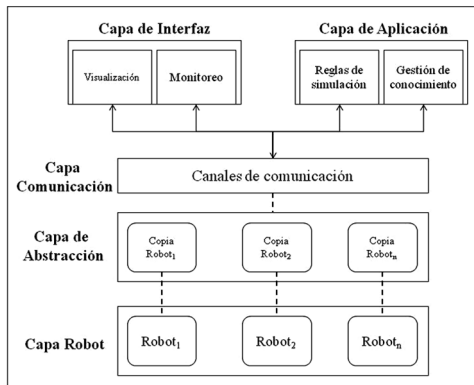 Capa de Interfaz
Capa de Aplicación
Visualización
Monitoreo
Reglas de
simulación
Gestión de
conocimiento
Capa
Comunicación
Canales de comunicación
Capa de
Abstracción
Copia
Robot1
Copia
Robot2
Copia
Robotn
Capa Robot
Robot1
Robot2
Robotn